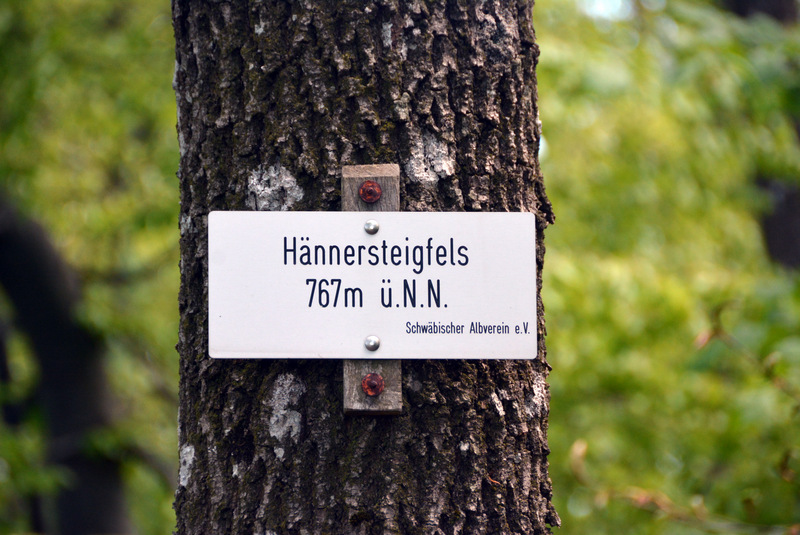 Hännersteigfels
767m ü.N.N.
Schwäbischer Albverein e.V.